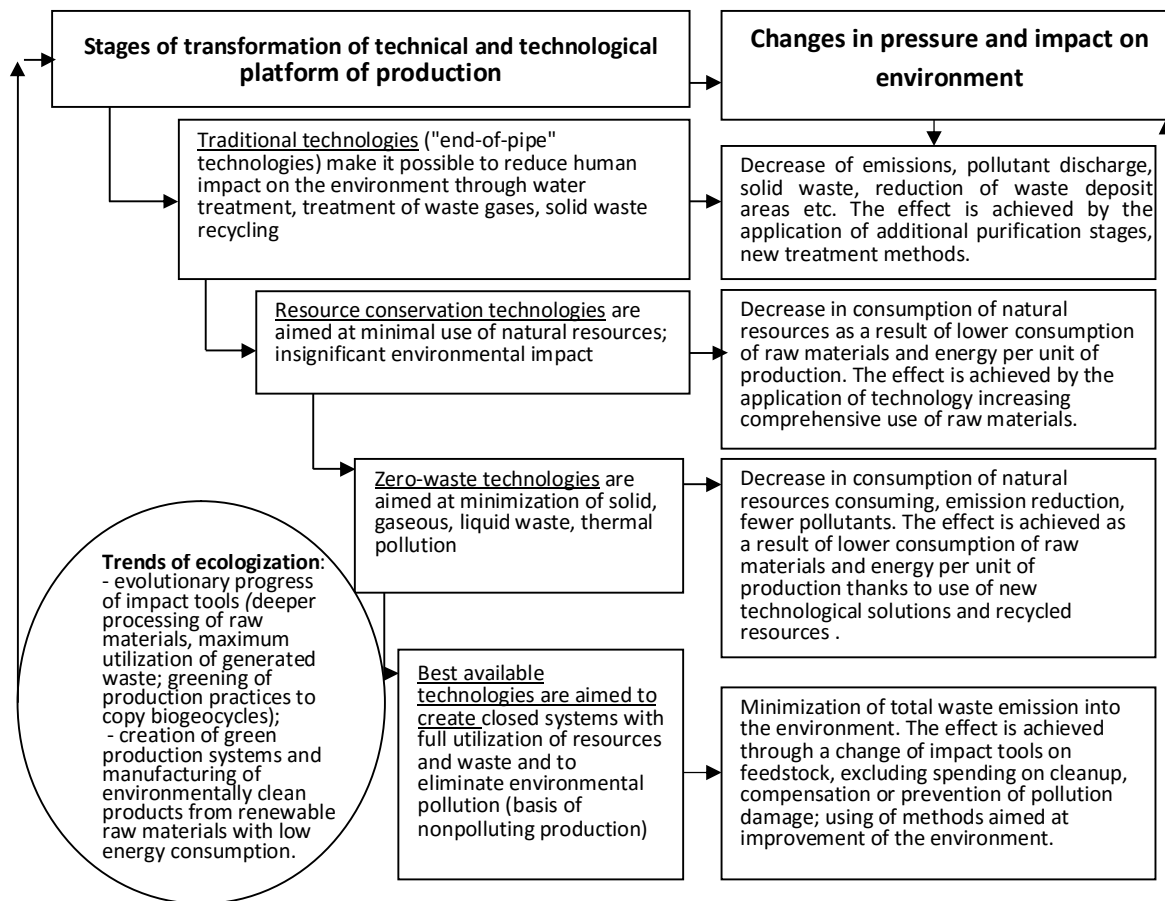 Stages of transformation of technical and technological
platform of production
Changes in pressure and impact on
environment
Traditional technologies ("end-of-pipe"
technologies) make it possible to reduce human
impact on the environment through water
treatment, treatment of waste gases, solid waste
recycling
Decrease of emissions, pollutant discharge,
solid waste, reduction of waste deposit
areas etc. The effect is achieved by the
application of additional purification stages,
new treatment methods.
Resource conservation technologies are
aimed at minimal use of natural resources;
insignificant environmental impact
Decrease in consumption of natural
resources as a result of lower consumption
of raw materials and energy per unit of
production. The effect is achieved by the
application of technology increasing
comprehensive use of raw materials.
Zero-waste technologies are
aimed at minimization of solid,
gaseous, liquid waste, thermal
pollution
Decrease in consumption of natural
resources consuming, emission reduction,
fewer pollutants. The effect is achieved as
a result of lower consumption of raw
materials and energy per unit of
production thanks to use of new
technological solutions and recycled
resources .
Trends of ecologization:
- evolutionary progress
of impact tools (deeper
processing of raw
materials, maximum
utilization of generated
waste; greening of
production practices to
copy biogeocycles);
- creation of green
production systems and
manufacturing of
environmentally clean
products from renewable
raw materials with low
energy consumption.
Best available
technologies are aimed to
create closed systems with
full utilization of resources
and waste and to
eliminate environmental
pollution (basis of
nonpolluting production)
Minimization of total waste emission into
the environment. The effect is achieved
through a change of impact tools on
feedstock, excluding spending on cleanup,
compensation or prevention of pollution
damage; using of methods aimed at
improvement of the environment.